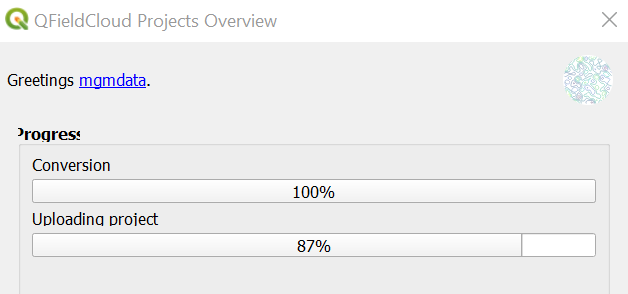 QFieldCloud Projects Overview
Greetings mgmdata.
Progress
Conversion
100%
Uploading project
87%